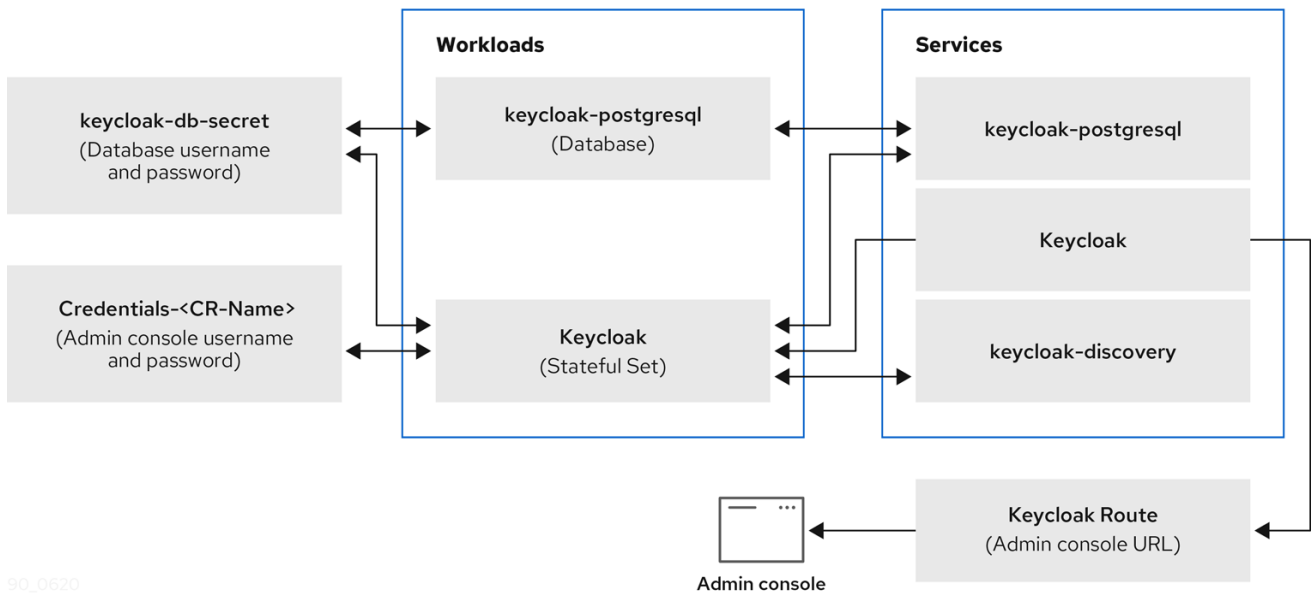 Workloads
Services
keycloak-db-secret
(Database username
and password)
keycloak-postgresql
(Database)
keycloak-postgresql
Keycloak
Credentials-<CR-Name>
(Admin console username
and password)
Keycloak
(Stateful Set)
keycloak-discovery
Keycloak Route
(Admin console URL)
Admin console
90_0620